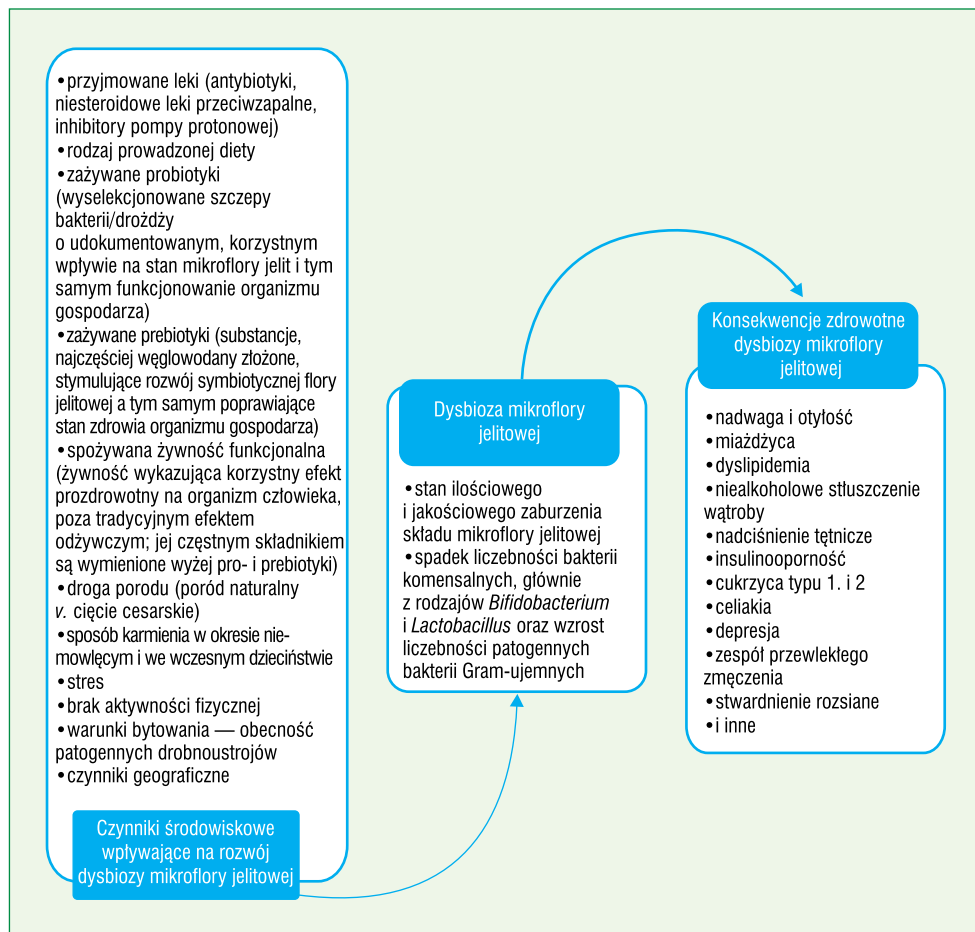 •przyjmowane leki (antybiotyki,
niesteroidowe leki przeciwzapalne,
inhibitory pompy protonowej)
•rodzaj prowadzonej diety
•zażywane probiotyki
(wyselekcjonowane szczepy
bakterii/drożdży
o udokumentowanym, korzystnym
wpływie na stan mikroflory jelit i tym
samym funkcjonowanie organizmu
gospodarza)
•zażywane prebiotyki (substancje,
najczęściej węglowodany złożone,
stymulujące rozwój symbiotycznej flory
jelitowej a tym samym poprawiające
stan zdrowia organizmu gospodarza)
•spożywana żywność funkcjonalna
(żywność wykazująca korzystny efekt
prozdrowotny na organizm człowieka,
poza tradycyjnym efektem
odżywczym; jej częstnym składnikiem
są wymienione wyżej pro- i prebiotyki)
•droga porodu (poród naturalny
v. cięcie cesarskie)
•sposób karmienia w okresie nie-
mowlęcym i we wczesnym dzieciństwie
•stres
•brak aktywności fizycznej
•warunki bytowania — obecność
patogennych drobnoustrojów
•czynniki geograficzne
Czynniki środowiskowe
wpływające na rozwój
dysbiozy mikroflory jelitowej
Dysbioza mikroflory
jelitowej
•stan ilościowego
i jakościowego zaburzenia
składu mikroflory jelitowej
•spadek liczebności bakterii
komensalnych, głównie
z rodzajów Bifidobacterium
i Lactobacillus oraz wzrost
liczebności patogennych
bakterii Gram-ujemnych
Konsekwencje zdrowotne
dysbiozy mikroflory
jelitowej
•nadwaga i otyłość
•miażdżyca
•dyslipidemia
•niealkoholowe stłuszczenie
wątroby
•nadciśnienie tętnicze
•insulinooporność
•cukrzyca typu 1. i 2
•celiakia
•depresja
•zespół przewlekłego
zmęczenia
•stwardnienie rozsiane
•i inne